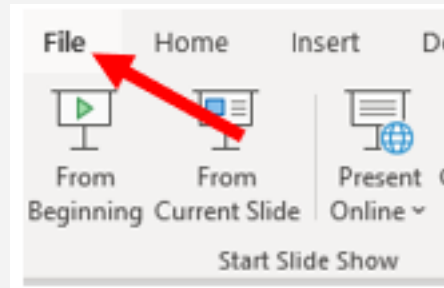 File Home Insert
From Beginning
From Current Slide
Present Online
Start Slide Show